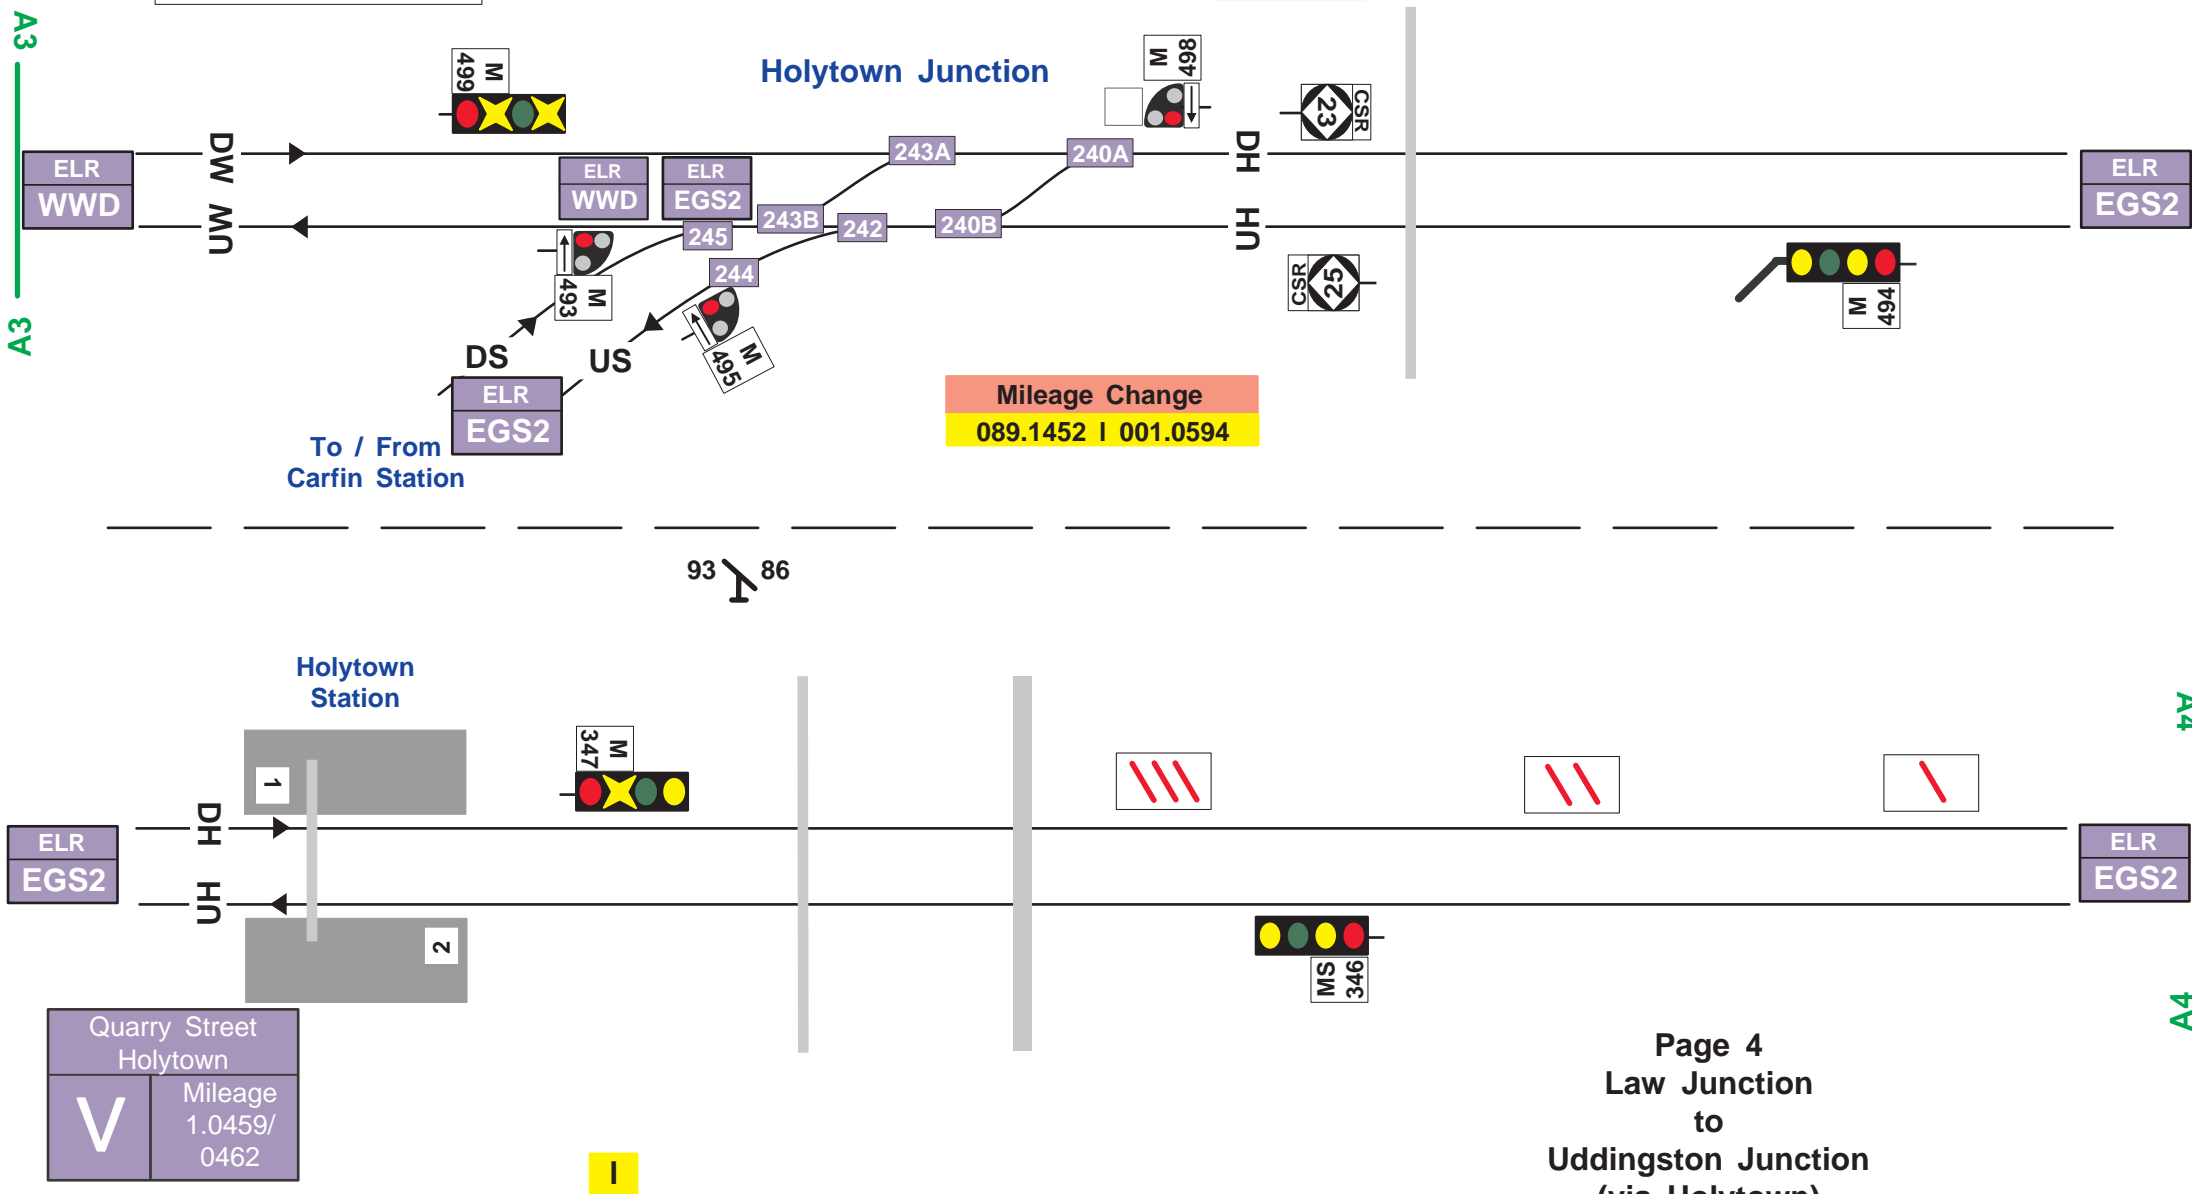 A3
M
499
Holytown Junction
M
498
23
CSR
DW
ELR
WWD
ELR
WWD
ELR
EGS2
243A
240A
DH
ELR
EGS2
UW
243B
242
240B
UH
245
244
M
493
M
495
CSR
25
M
494
A3
DS
US
ELR
EGS2
To / From
Carfin Station
Mileage Change
089.1452 I 001.0594
93
86
Holytown
Station
A4
M
347
1
DH
ELR
EGS2
ELR
EGS2
UH
2
MS
346
A4
Quarry Street
Holytown
V
Mileage
1.0459/
0462
I
Page 4
Law Junction
to
Uddingston Junction
(via Holytown)